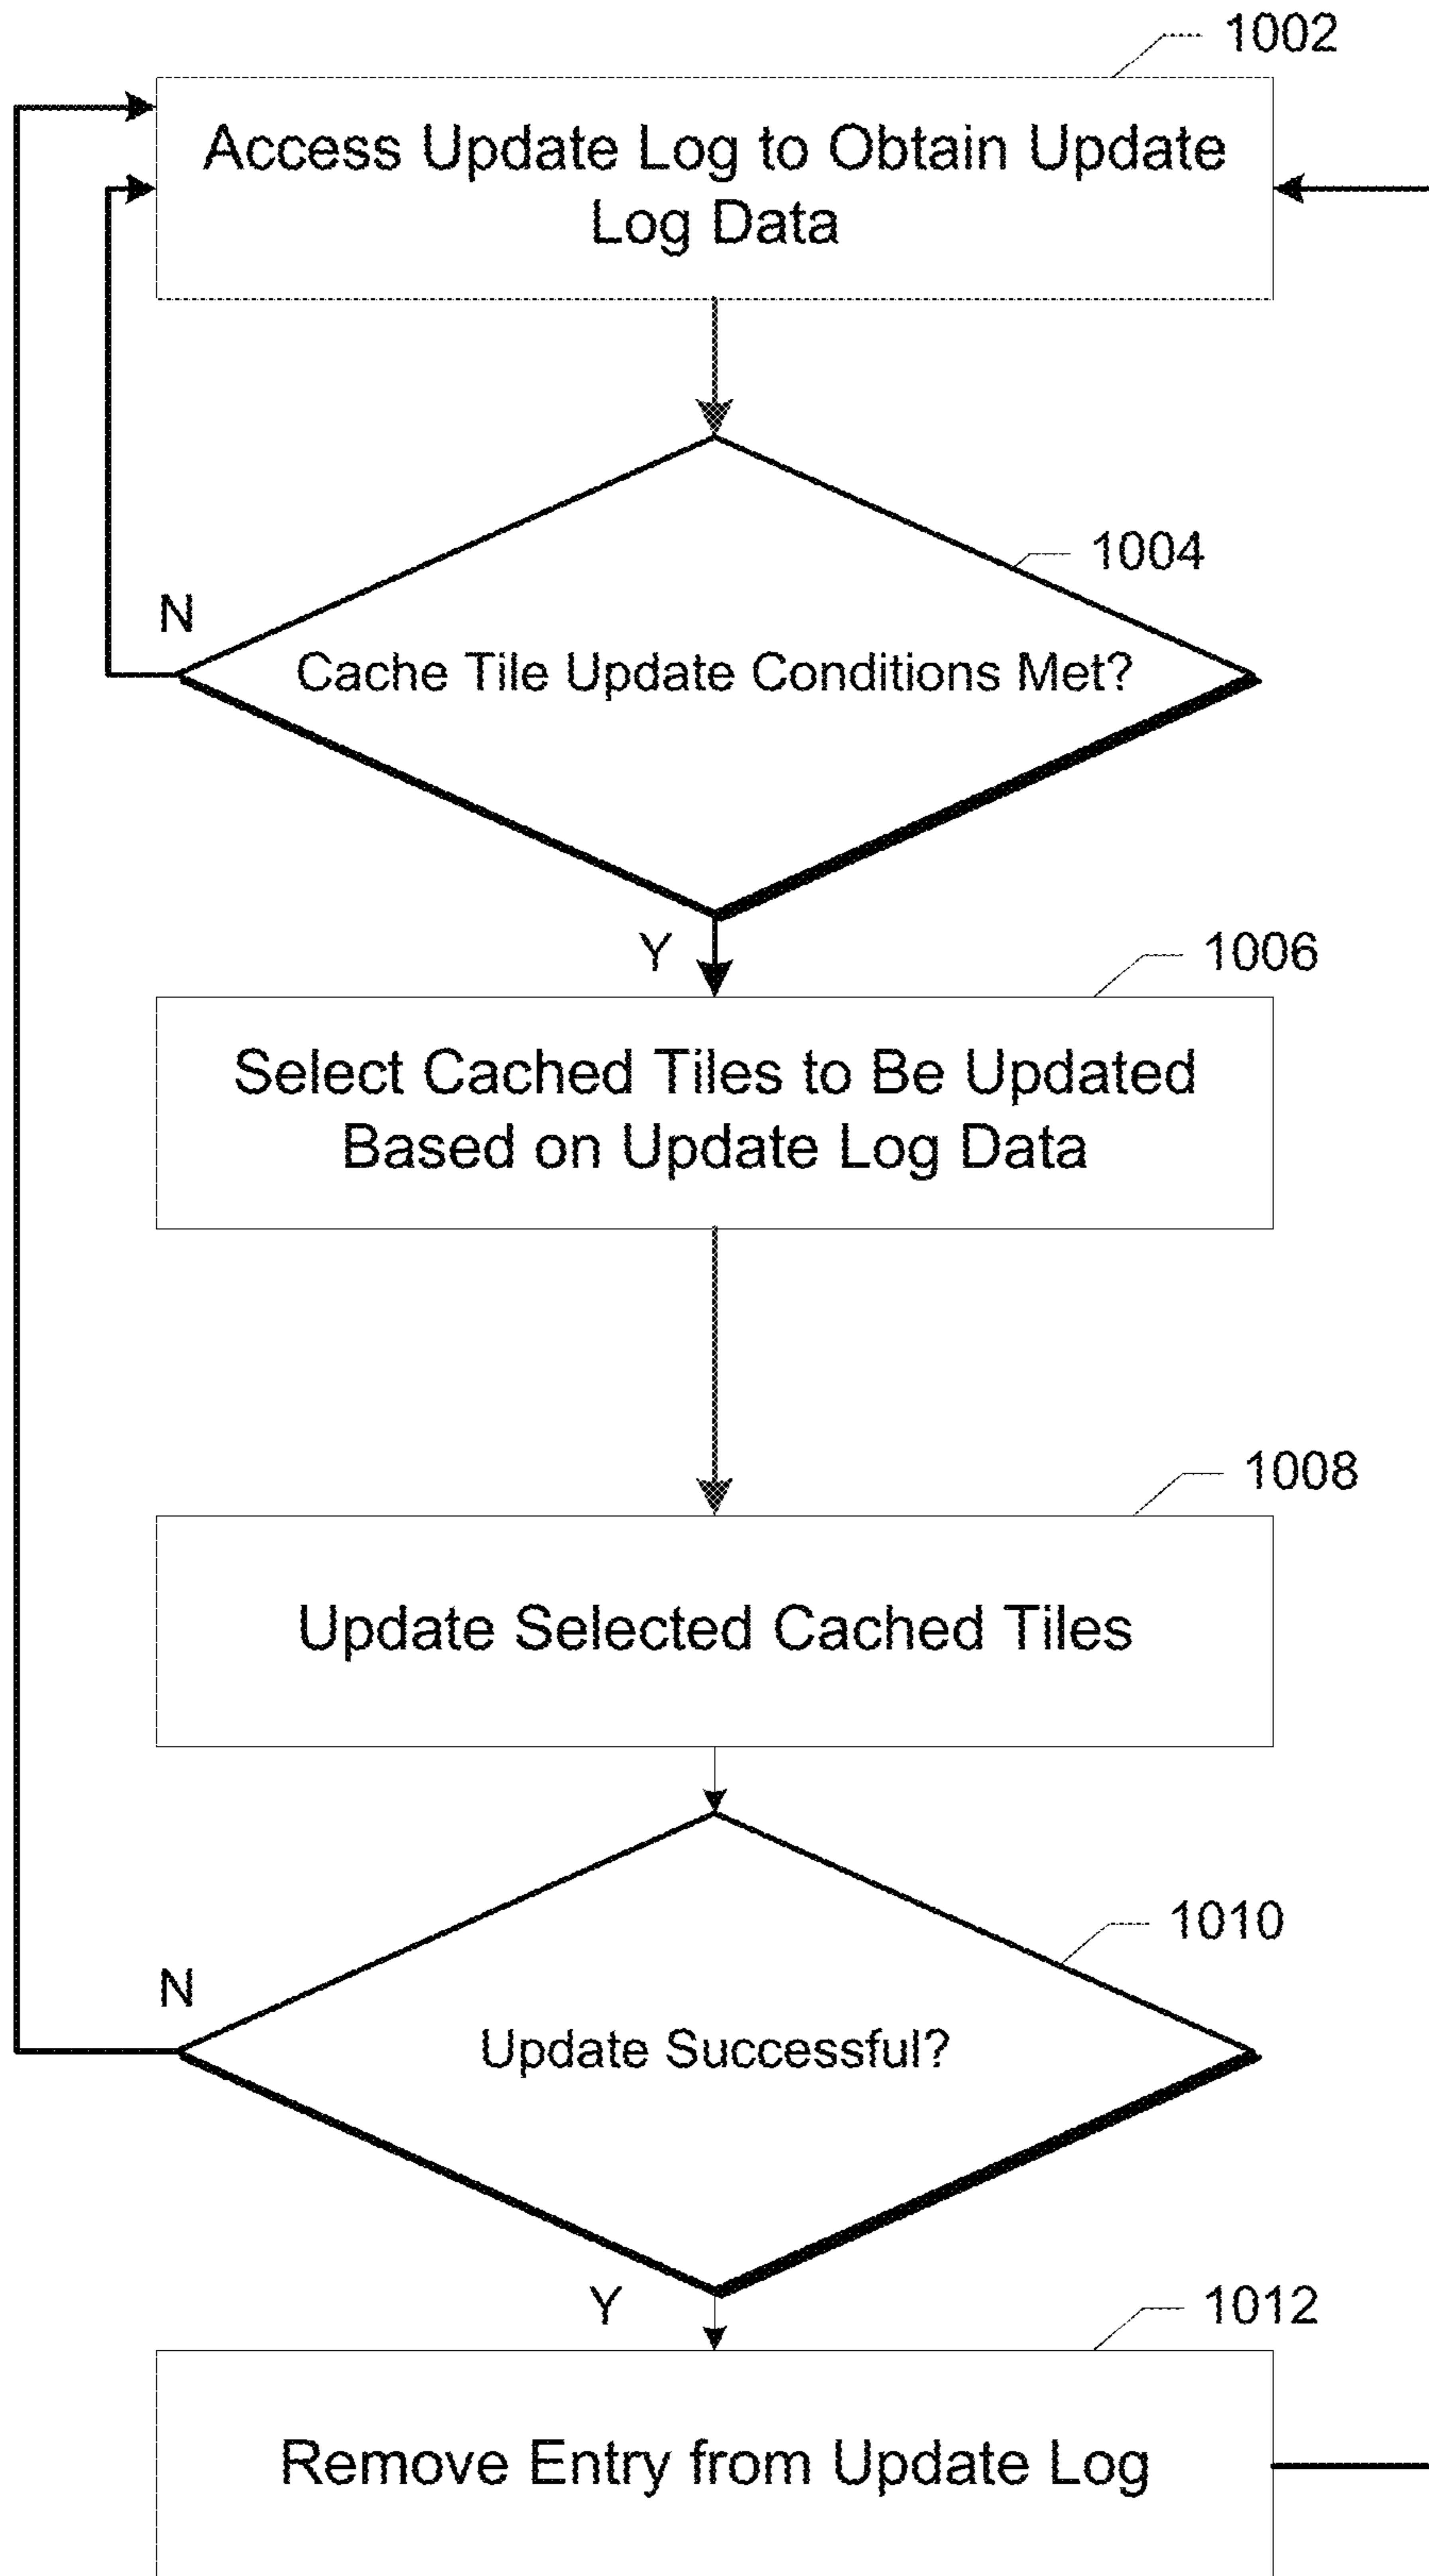 1002
Access Update Log to Obtain Update
Log Data
1004
N
Cache Tile Update Conditions Met?
Y
1006
Select Cached Tiles to Be Updated
Based on Update Log Data
1008
Update Selected Cached Tiles
1010
N
Update Successful?
Y
1012
Remove Entry from Update Log